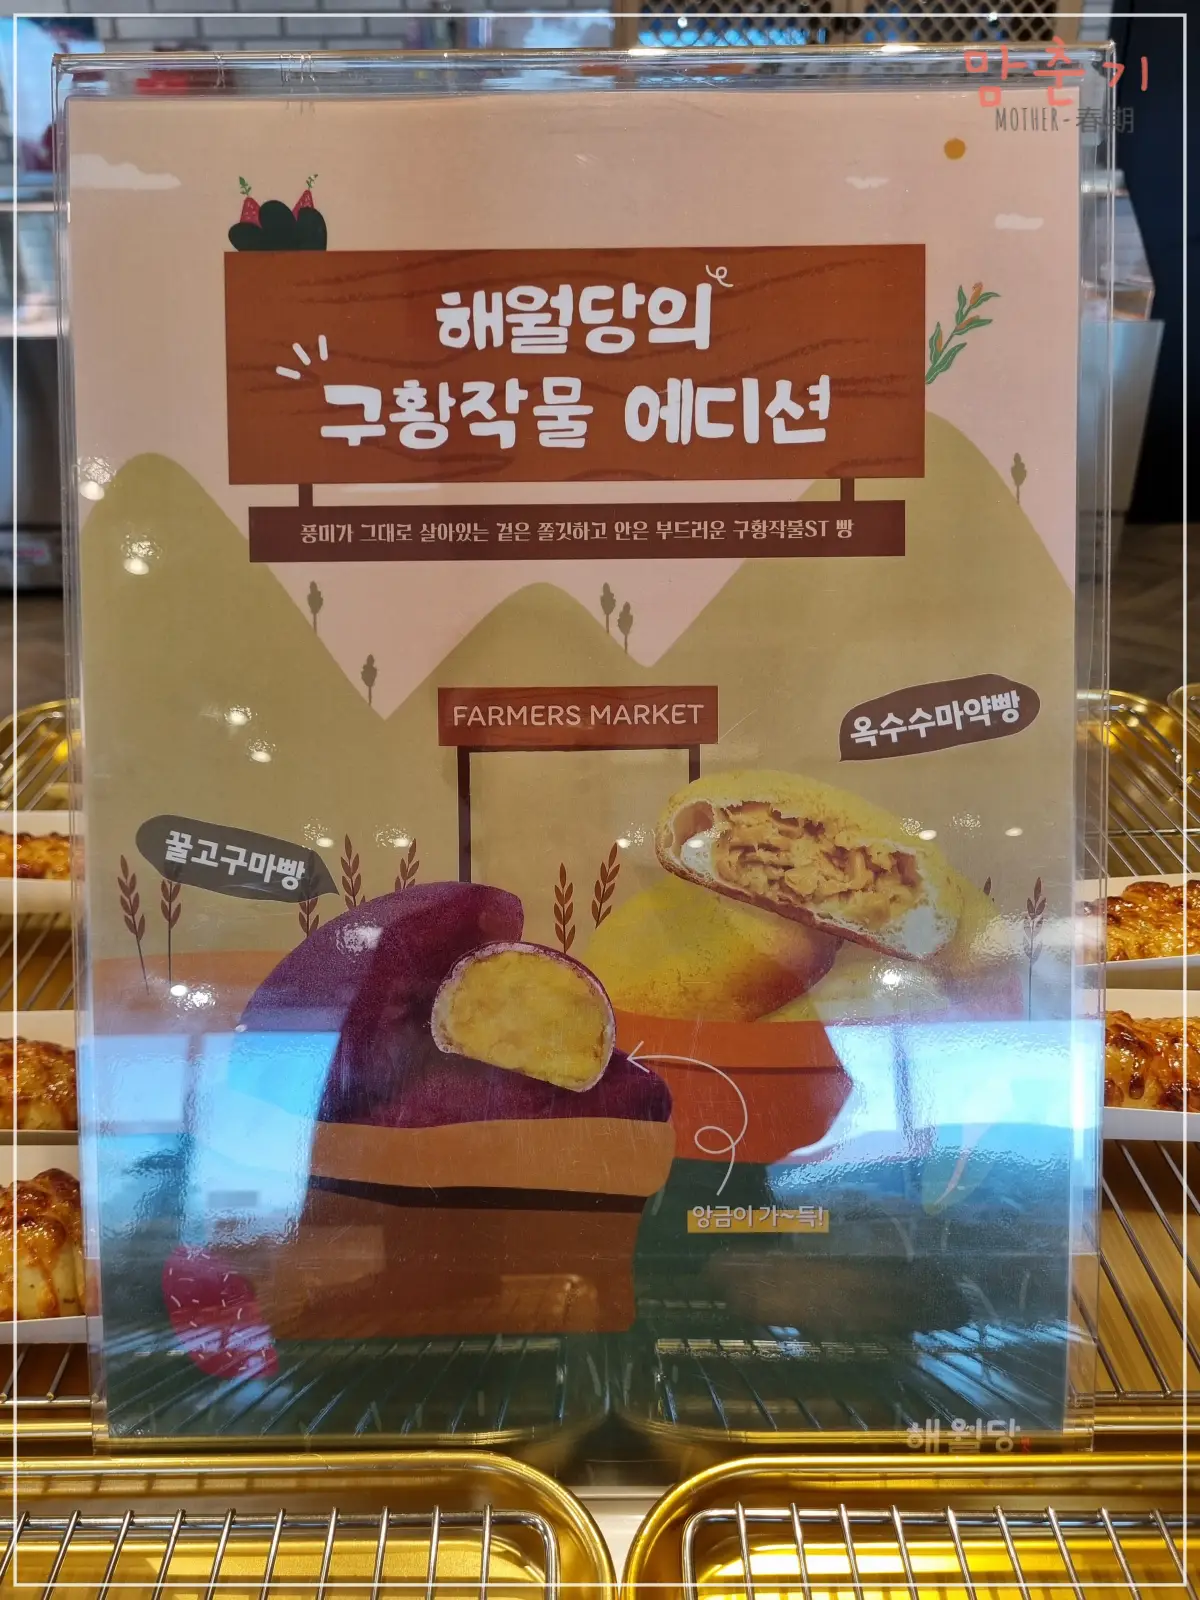 맘춘기
MOTHER-春期
해월당의
구황작물 에디션
풍미가 그대로 살아있는 겉은 쫄깃하고 안은 부드러운 구황작물ST 빵
FARMERS MARKET
옥수수마약빵
꿀고구마빵
앙금이 가~득!
해월당